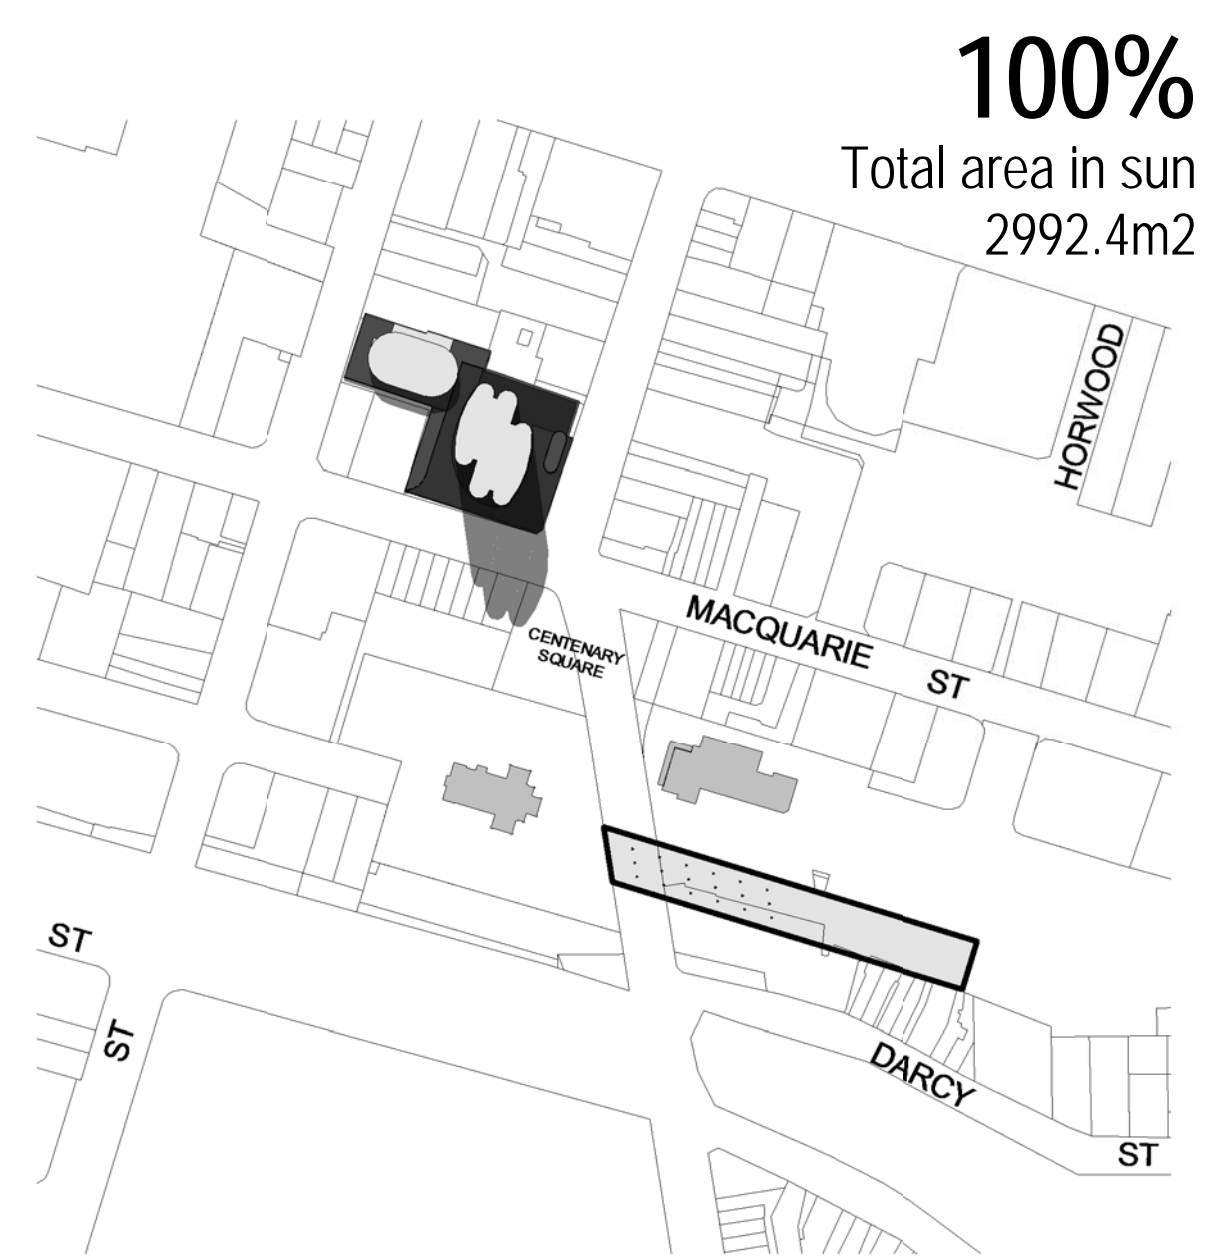 100%
Total area in sun
2992.4m2
HORWOOD
MACQUARIE ST
CENTENARY
SQUARE
ST
ST
DARCY
ST